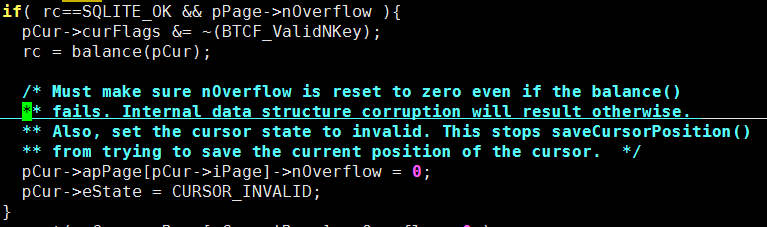 if( rc==SQLITE_OK && pPage->nOverflow ){
pCur->curFlags &= ~(BTCF_ValidNKey);
rc = balance(pCur);
/* Must make sure nOverflow is reset to zero even if the balance()
** fails. Internal data structure corruption will result otherwise.
** Also, set the cursor state to invalid. This stops saveCursorPosition()
** from trying to save the current position of the cursor.  */
pCur->apPage[pCur->iPage]->nOverflow = 0;
pCur->eState = CURSOR_INVALID;
}